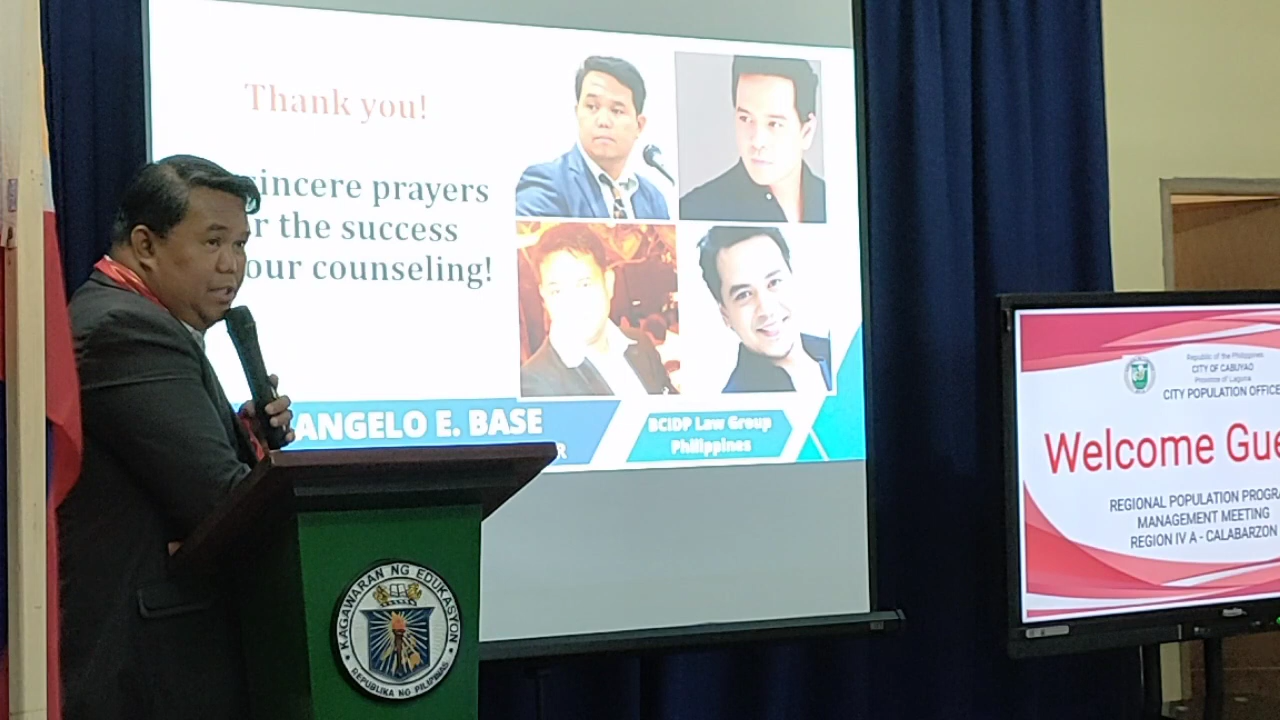 Thank you!
sincere prayers
the success
our counseling!
ANGELO E. BASE
BCIDP Law Group
Philippines
KAGAWARAN NG EDUKASYON
REPUBLIKA NG PILIPINAS
Republic of the Philippines
CITY OF CABUYAO
Province of Laguna
CITY POPULATION OFFICE
Welcome Gue
REGIONAL POPULATION PROGRA
MANAGEMENT MEETING
REGION IV A - CALABARZON